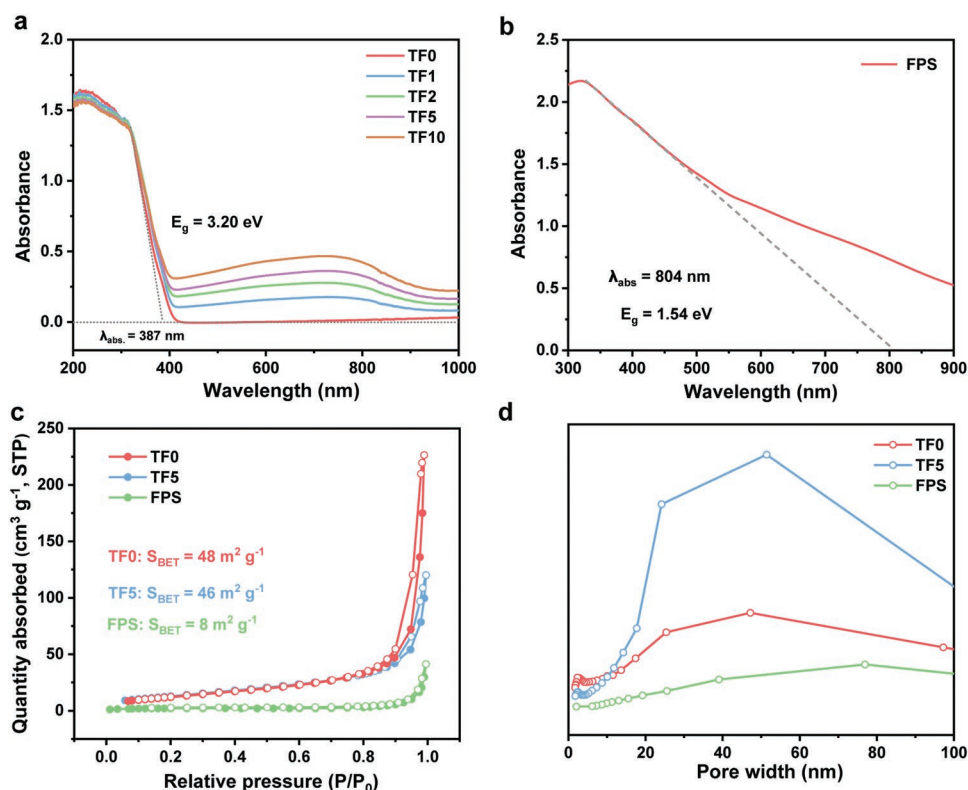 a
2.0
1.5
1.0
0.5
0.0
Absorbance
TF0
TF1
TF2
TF5
TF10
E_g = 3.20 eV
λ_abs. = 387 nm
200 400 600 800 1000
Wavelength (nm)
b
2.5
2.0
1.5
1.0
0.5
0.0
Absorbance
FPS
λ_abs = 804 nm
E_g = 1.54 eV
300 400 500 600 700 800 900
Wavelength (nm)
c
250
225
200
175
150
125
100
75
50
25
0
Quantity absorbed (cm³ g⁻¹, STP)
TF0
TF5
FPS
TF0: S_BET = 48 m² g⁻¹
TF5: S_BET = 46 m² g⁻¹
FPS: S_BET = 8 m² g⁻¹
0.0 0.2 0.4 0.6 0.8 1.0
Relative pressure (P/P₀)
d
TF0
TF5
FPS
0 20 40 60 80 100
Pore width (nm)